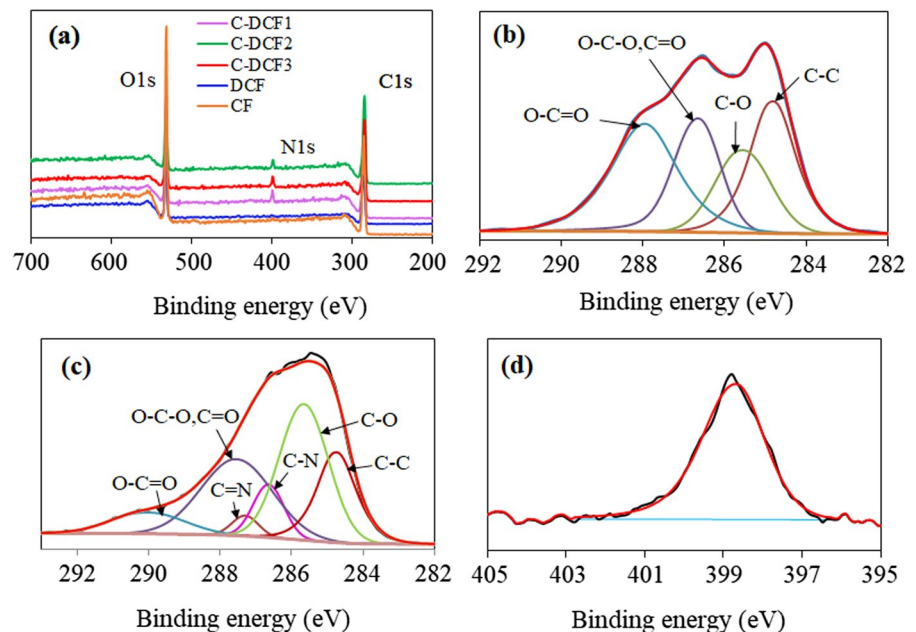 (a)
C-DCF1
C-DCF2
C-DCF3
DCF
CF
O1s
N1s
C1s
700 600 500 400 300 200
Binding energy (eV)
(b)
O-C-O,C=O
C-C
O-C=O
C-O
292 290 288 286 284 282
Binding energy (eV)
(c)
O-C-O,C=O
C-O
C-N
C-C
O-C=O
C=N
292 290 288 286 284 282
Binding energy (eV)
(d)
405 403 401 399 397 395
Binding energy (eV)